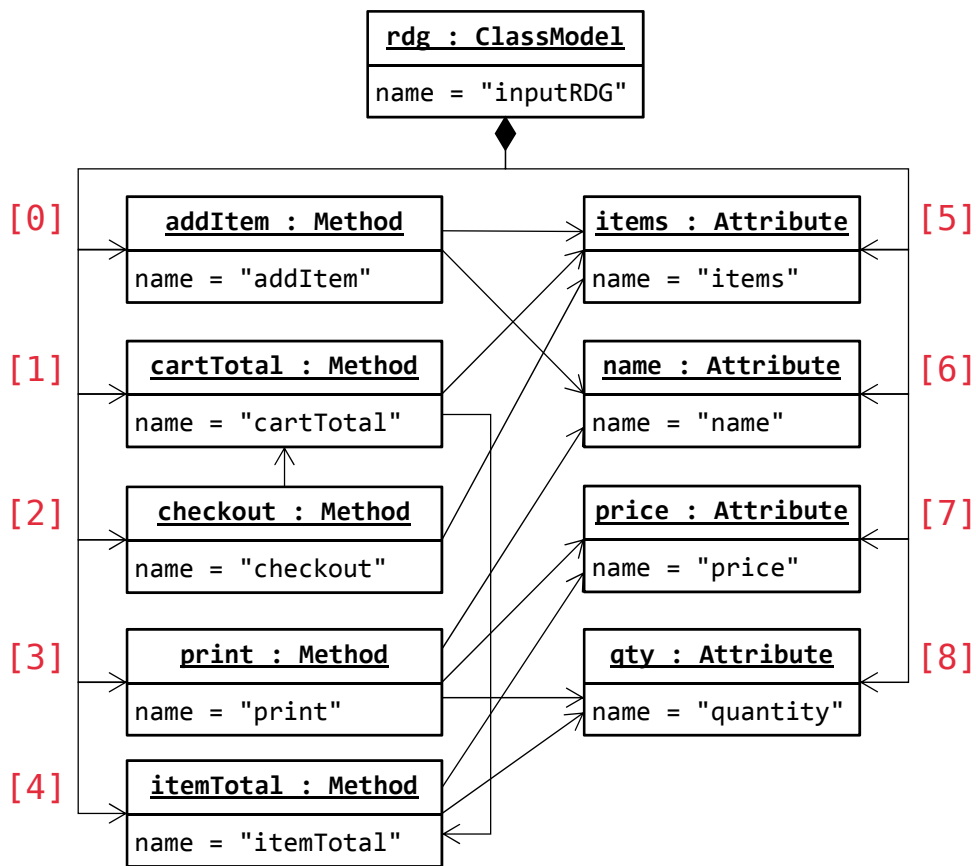 rdg : ClassModel
name = "inputRDG"
[0]
addItem : Method
name = "addItem"
[1]
cartTotal : Method
name = "cartTotal"
[2]
checkout : Method
name = "checkout"
[3]
print : Method
name = "print"
[4]
itemTotal : Method
name = "itemTotal"
items : Attribute
name = "items"
[5]
name : Attribute
name = "name"
[6]
price : Attribute
name = "price"
[7]
qty : Attribute
name = "quantity"
[8]